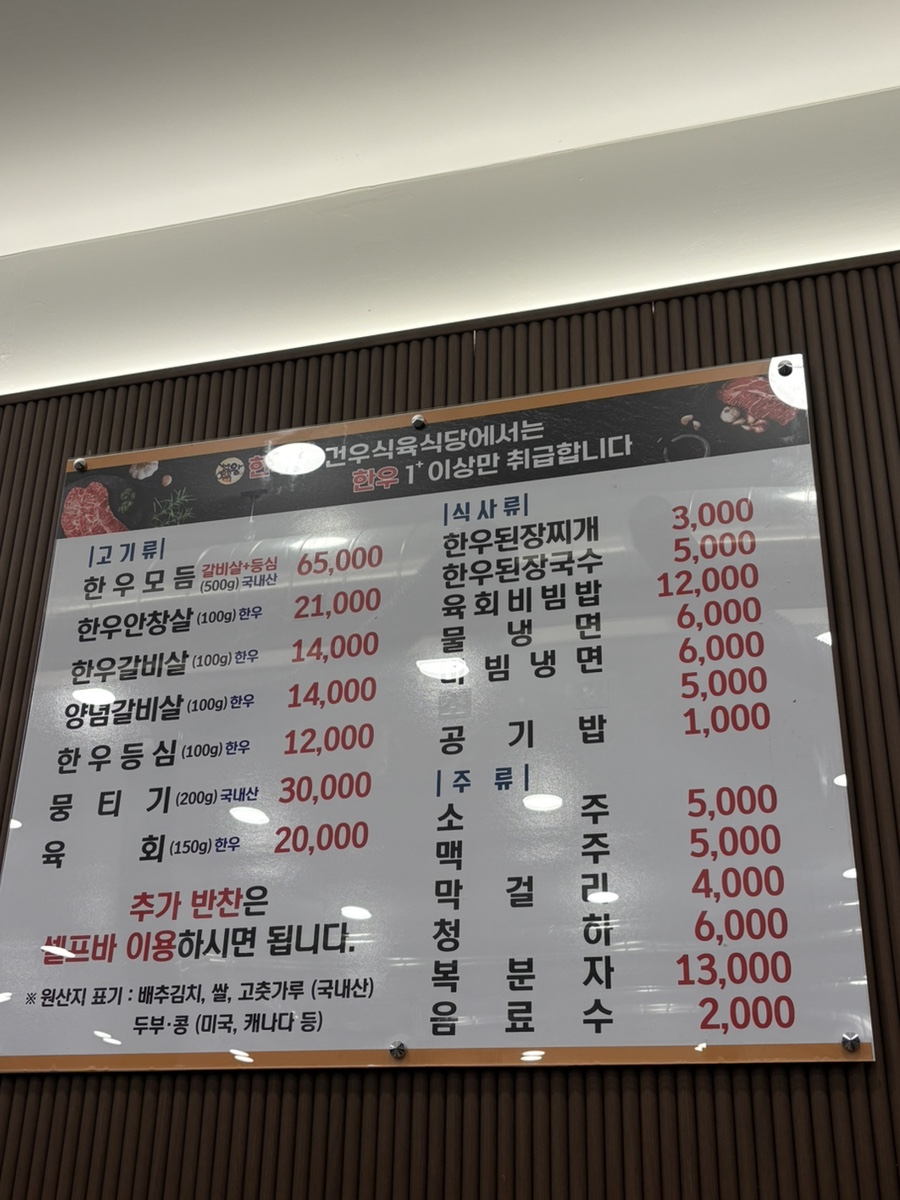 건우식육식당에서는
한우 1⁺ 이상만 취급합니다
|고기류|
한우모듬 갈비살+등심 (500g) 국내산 65,000
한우안창살 (100g) 한우 21,000
한우갈비살 (100g) 한우 14,000
양념갈비살 (100g) 한우 14,000
한우등심 (100g) 한우 12,000
뭉티기 (200g) 국내산 30,000
육회 (150g) 한우 20,000
추가 반찬은
셀프바 이용하시면 됩니다.
※ 원산지 표기 : 배추김치, 쌀, 고춧가루 (국내산)
두부·콩 (미국, 캐나다 등)
|식사류|
한우된장찌개 3,000
한우된장국수 5,000
육회비빔밥 12,000
물냉면 6,000
비빔냉면 6,000
5,000
공기밥 1,000
|주류|
소주 5,000
맥주 5,000
막걸리 4,000
청하 6,000
복분자 13,000
음료수 2,000